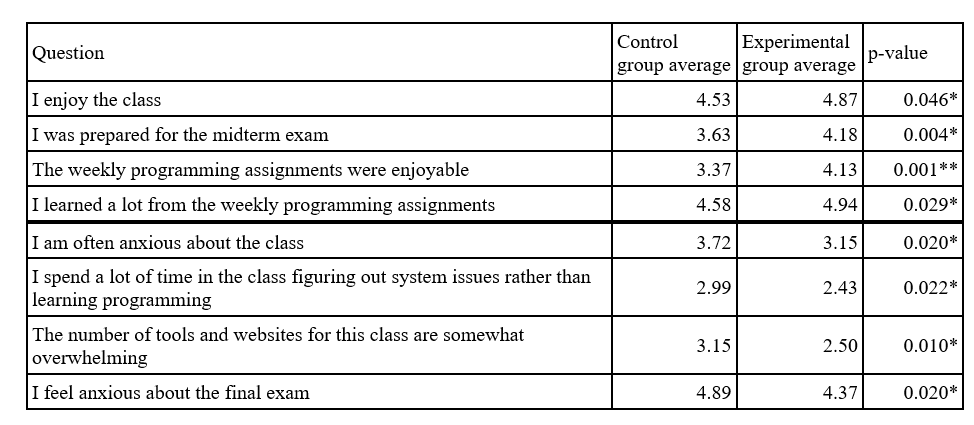 Question Control group average Experimental group average p-value
I enjoy the class 4.53 4.87 0.046*
I was prepared for the midterm exam 3.63 4.18 0.004*
The weekly programming assignments were enjoyable 3.37 4.13 0.001**
I learned a lot from the weekly programming assignments 4.58 4.94 0.029*
I am often anxious about the class 3.72 3.15 0.020*
I spend a lot of time in the class figuring out system issues rather than
learning programming 2.99 2.43 0.022*
The number of tools and websites for this class are somewhat
overwhelming 3.15 2.50 0.010*
I feel anxious about the final exam 4.89 4.37 0.020*